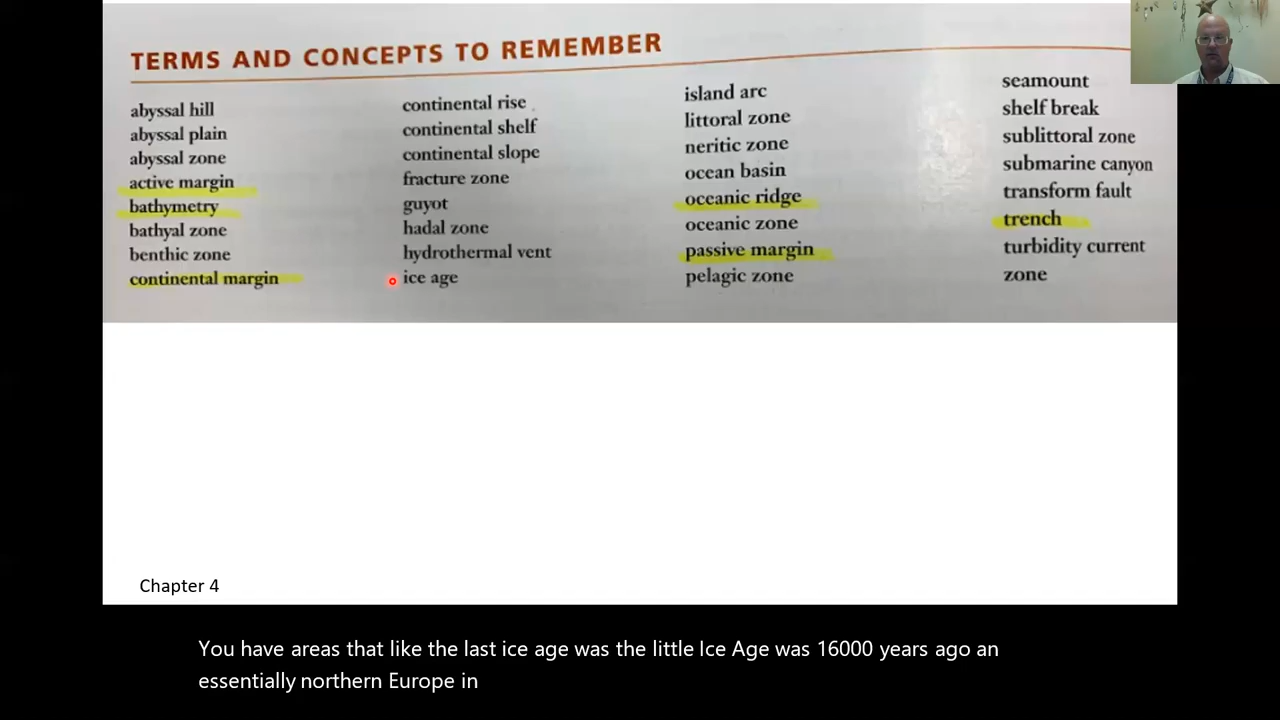 TERMS AND CONCEPTS TO REMEMBER
abyssal hill
abyssal plain
abyssal zone
active margin
bathymetry
bathyal zone
benthic zone
continental margin
continental rise
continental shelf
continental slope
fracture zone
guyot
hadal zone
hydrothermal vent
ice age
island arc
littoral zone
neritic zone
ocean basin
oceanic ridge
oceanic zone
passive margin
pelagic zone
seamount
shelf break
sublittoral zone
submarine canyon
transform fault
trench
turbidity current
zone
Chapter 4
You have areas that like the last ice age was the little Ice Age was 16000 years ago an
essentially northern Europe in